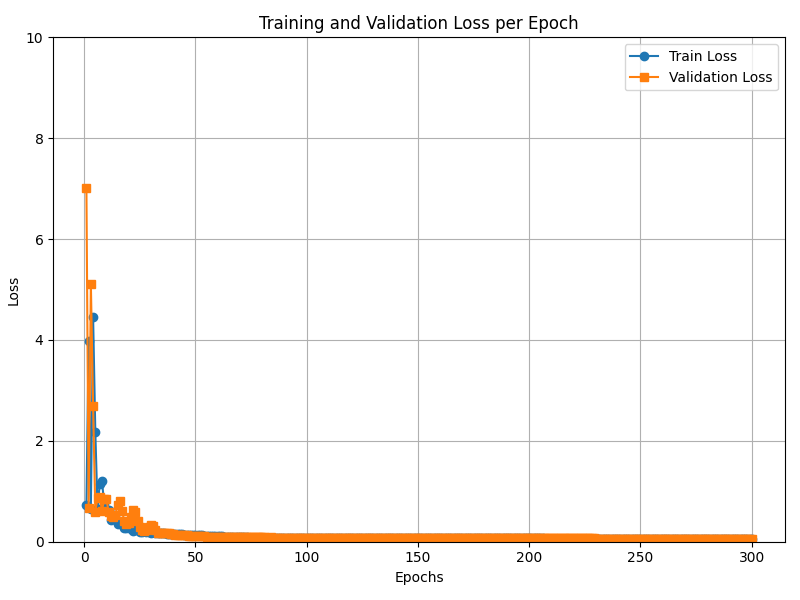 Training and Validation Loss per Epoch
Train Loss
Validation Loss
10
8
6
4
2
0
Loss
0 50 100 150 200 250 300
Epochs